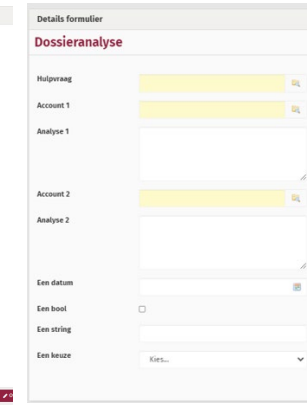 Details formulier
Dossieranalyse
Hulpvraag
Account 1
Analyse 1
Account 2
Analyse 2
Een datum
Een bool
Een string
Een keuze
Kies...